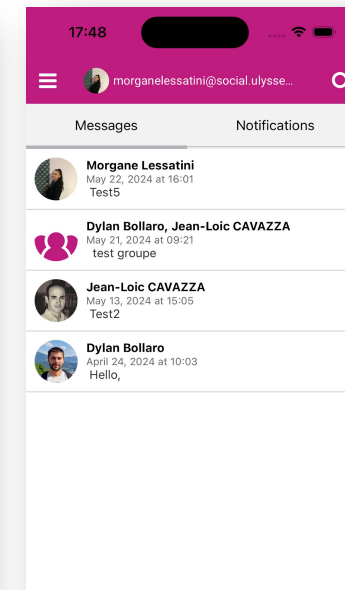 17:48
morganelessatini@social.ulysse...
Messages Notifications
Morgane Lessatini
May 22, 2024 at 16:01
Test5
Dylan Bollaro, Jean-Loic CAVAZZA
May 21, 2024 at 09:21
test groupe
Jean-Loic CAVAZZA
May 13, 2024 at 15:05
Test2
Dylan Bollaro
April 24, 2024 at 10:03
Hello,